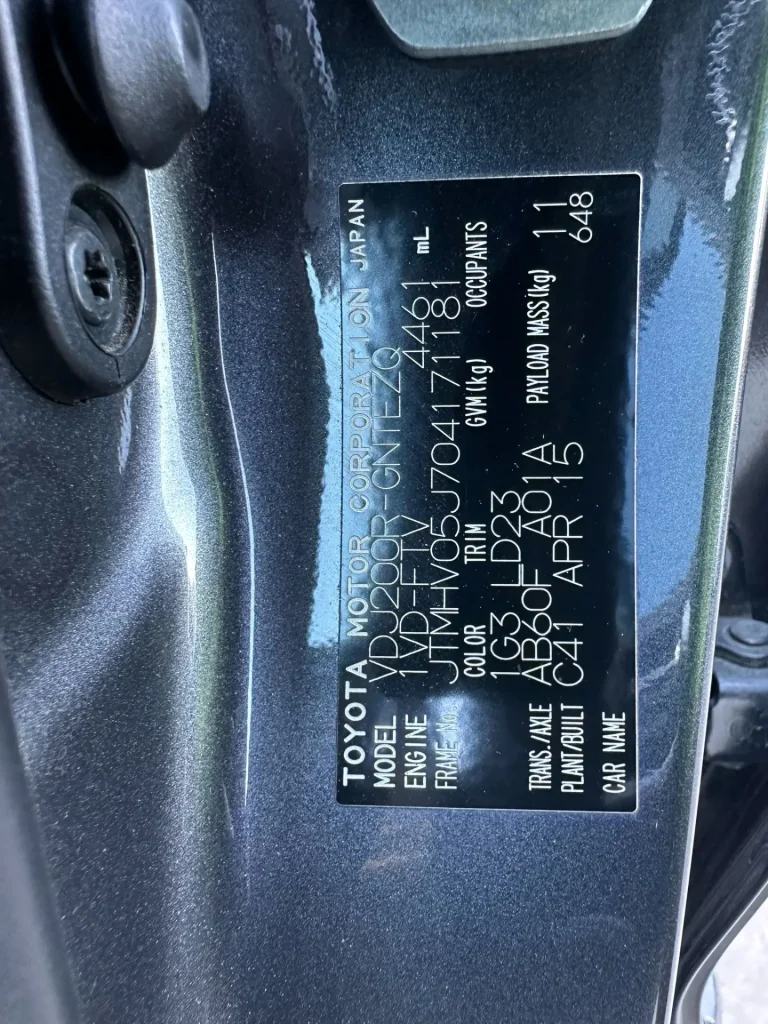 TOYOTA MOTOR CORPORATION JAPAN
MODEL VDJ200R-GNTEZQ
ENGINE 1VD-FTV 4461 mL
FRAME No. JTMHV05J704171181
COLOR TRIM GVM(kg) OCCUPANTS
1G3 LD23
TRANS./AXLE AB60F A01A PAYLOAD MASS(kg) 11
PLANT/BUILT C41 APR 15 648
CAR NAME